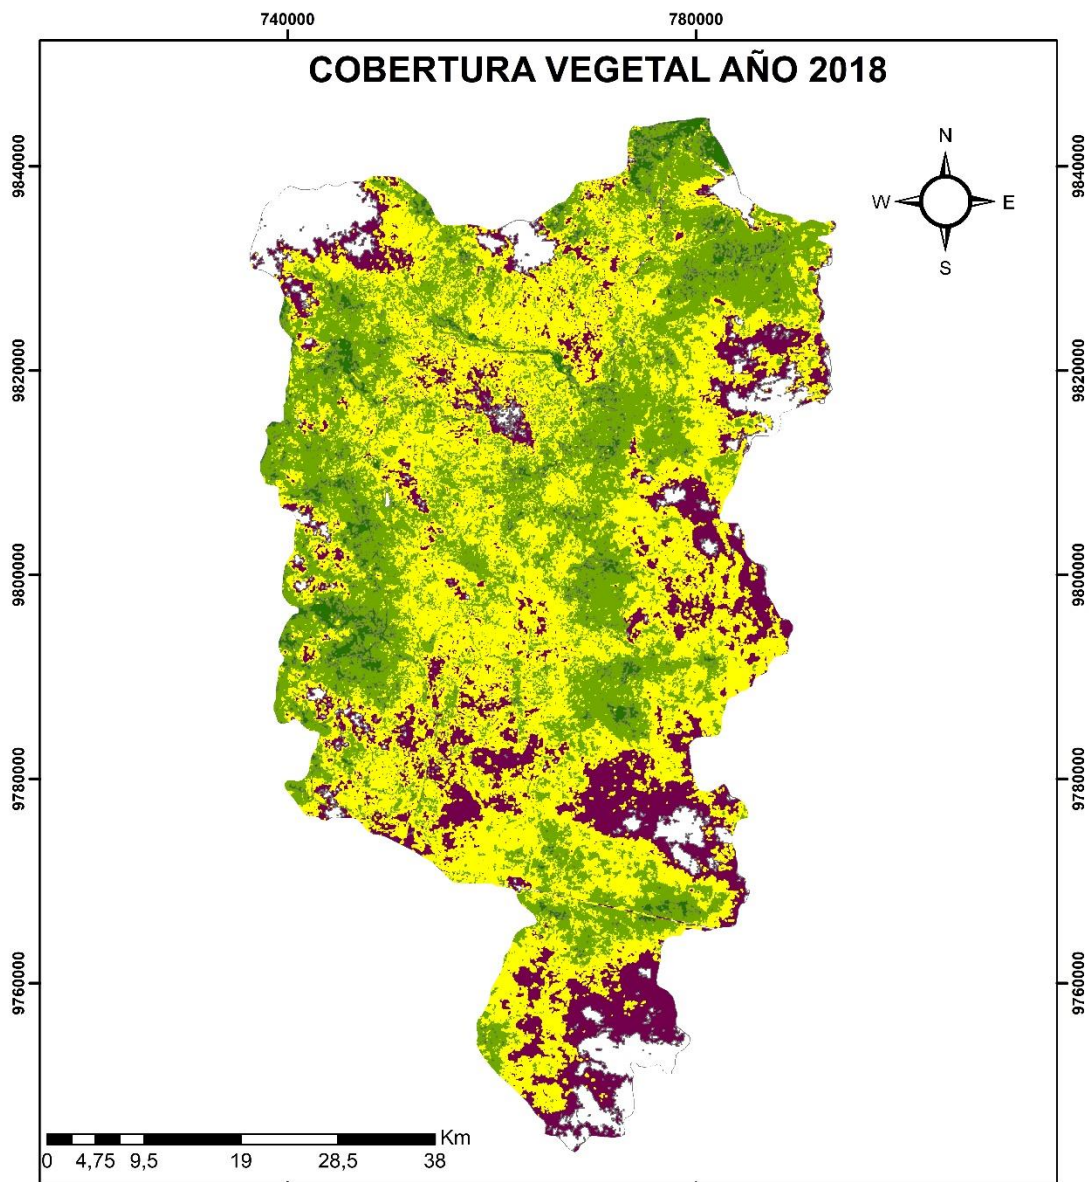 740000 780000
COBERTURA VEGETAL AÑO 2018
N
W E
S
9840000 9840000
9820000 9820000
9800000 9800000
9780000 9780000
9760000 9760000
Km
0 4,75 9,5 19 28,5 38